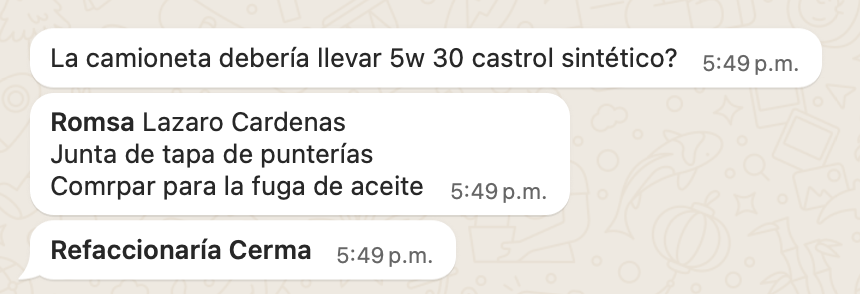 La camioneta debería llevar 5w 30 castrol sintético? 5:49 p.m.
Romsa Lazaro Cardenas
Junta de tapa de punterías
Comrpar para la fuga de aceite 5:49 p.m.
Refaccionaría Cerma 5:49 p.m.